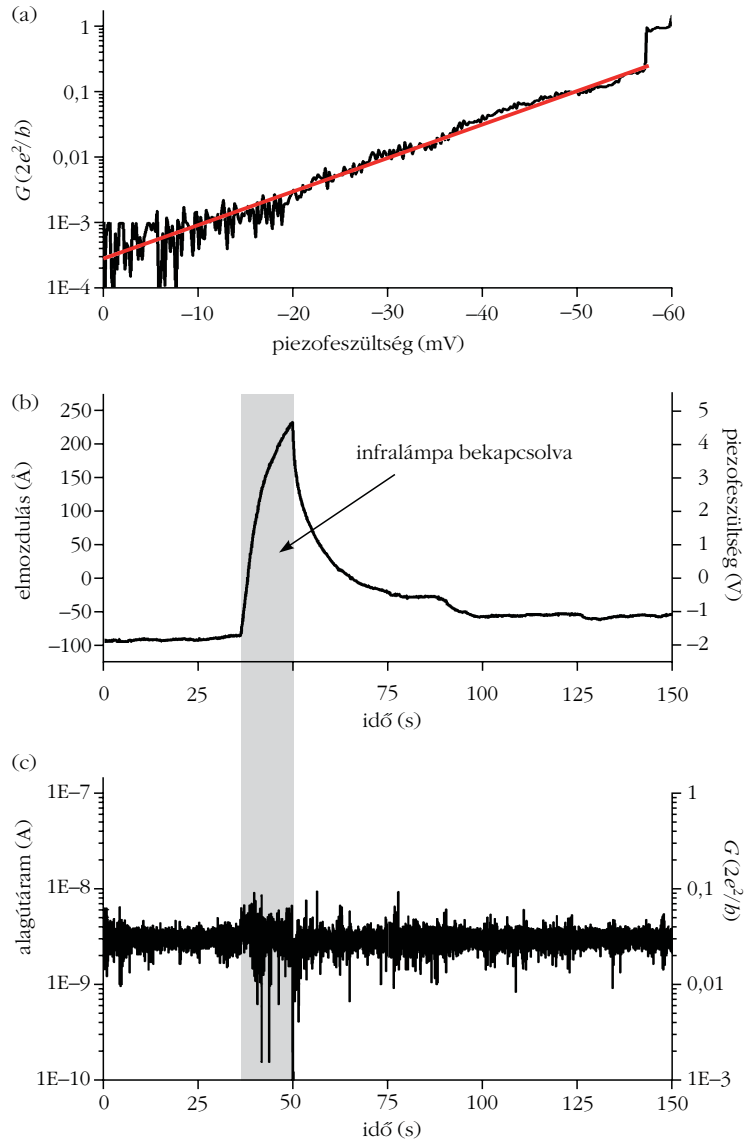 (a)
1
0,1
0,01
1E–3
1E–4
G (2e²/h)
0 –10 –20 –30 –40 –50 –60
piezofeszültség (mV)
(b)
250
200
150
100
50
0
–50
–100
elmozdulás (Å)
infralámpa bekapcsolva
5
4
3
2
1
0
–1
–2
piezofeszültség (V)
0 25 50 75 100 125 150
idő (s)
(c)
1E–7
1E–8
1E–9
1E–10
alagútáram (A)
1
0,1
0,01
1E–3
G (2e²/h)
0 25 50 75 100 125 150
idő (s)